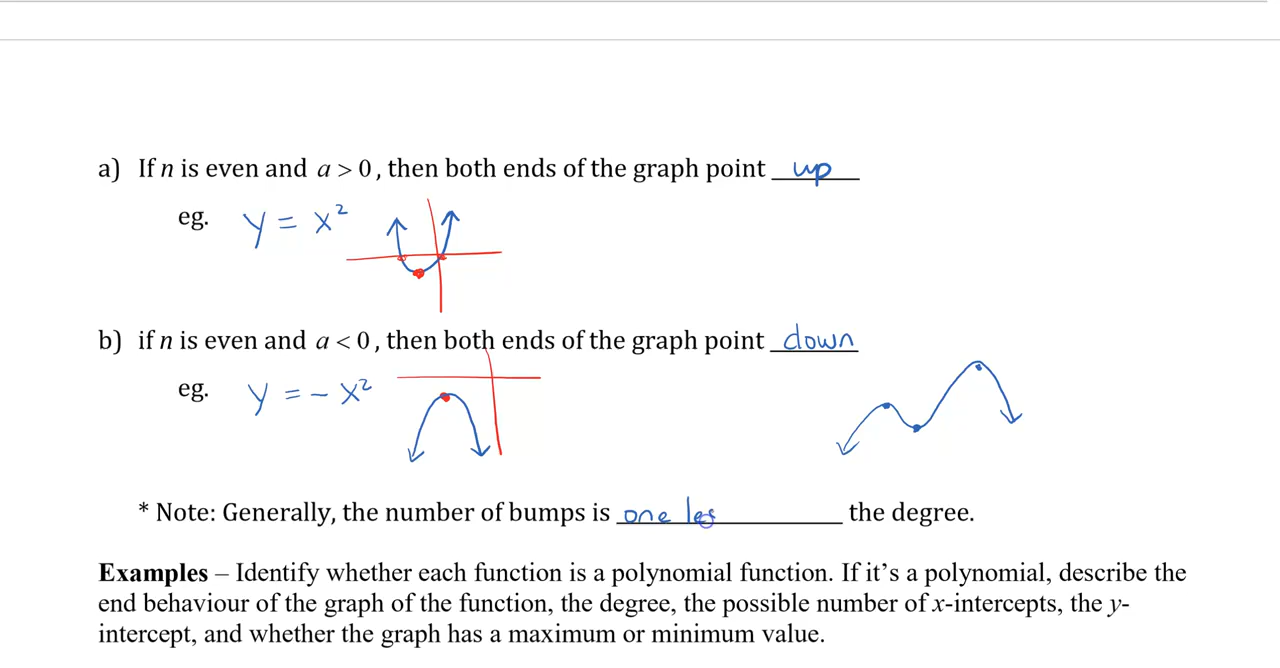 a) If n is even and a > 0, then both ends of the graph point up
eg. y = x²
b) if n is even and a < 0, then both ends of the graph point down
eg. y = - x²
* Note: Generally, the number of bumps is one les the degree.
Examples – Identify whether each function is a polynomial function. If it's a polynomial, describe the
end behaviour of the graph of the function, the degree, the possible number of x-intercepts, the y-
intercept, and whether the graph has a maximum or minimum value.